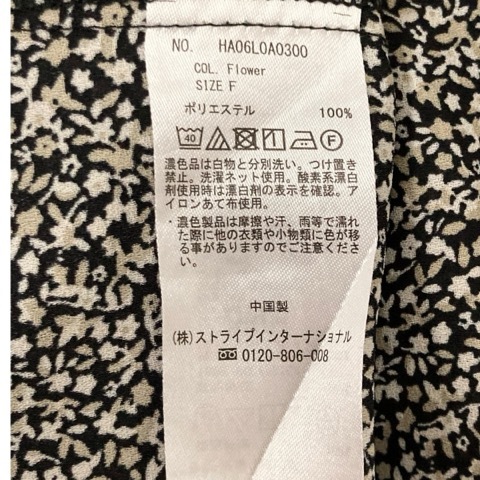 NO. HA06L0A0300
COL. Flower
SIZE F
ポリエステル 100%
40 F
濃色品は白物と分別洗い。つけ置き
禁止。洗濯ネット使用。酸素系漂白
剤使用時は漂白剤の表示を確認。ア
イロンあて布使用。
・濃色製品は摩擦や汗、雨等で濡れ
た際に他の衣類や小物類に色が移
る事がありますのでご注意くださ
い。
中国製
(株)ストライプインターナショナル
0120-806-008